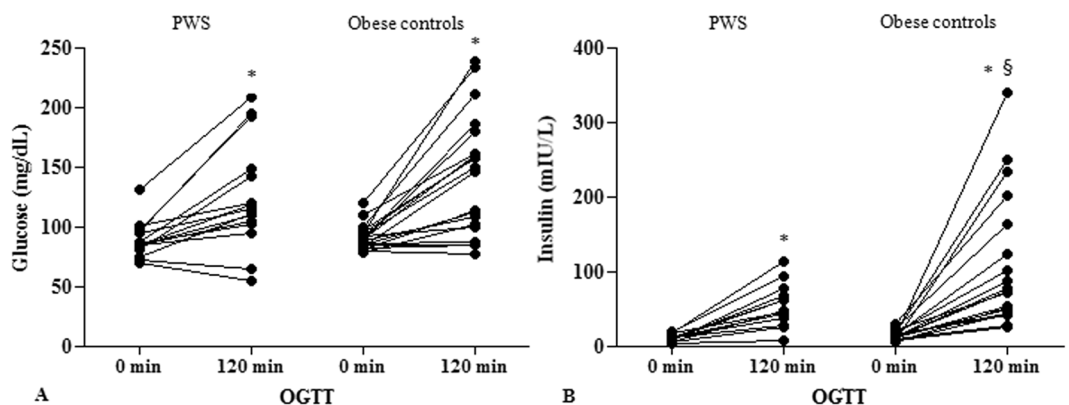 PWS
Obese controls
*
*
250
200
150
100
50
0
Glucose (mg/dL)
0 min
120 min
0 min
120 min
A
OGTT
PWS
Obese controls
* §
*
400
300
200
100
0
Insulin (mIU/L)
0 min
120 min
0 min
120 min
B
OGTT